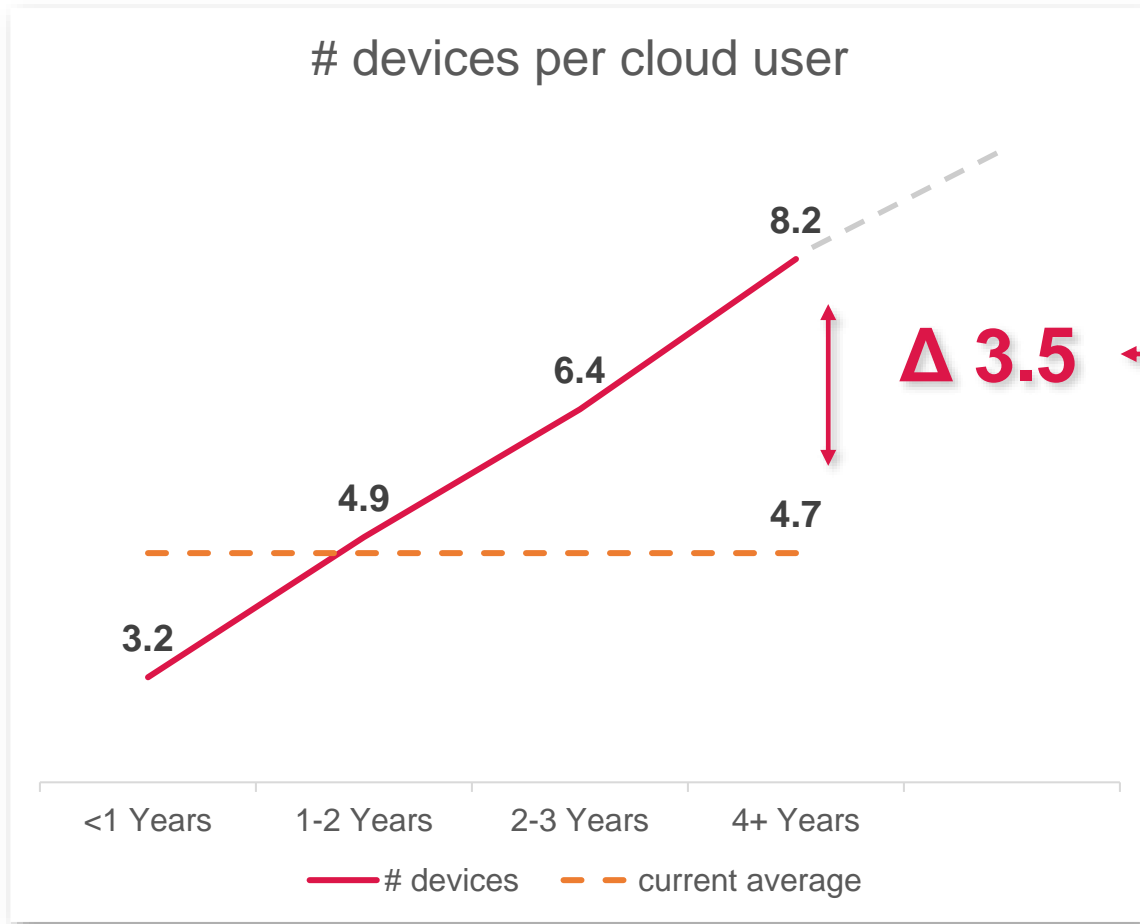 # devices per cloud user
8.2
Δ 3.5
6.4
4.9
4.7
3.2
<1 Years 1-2 Years 2-3 Years 4+ Years
# devices current average